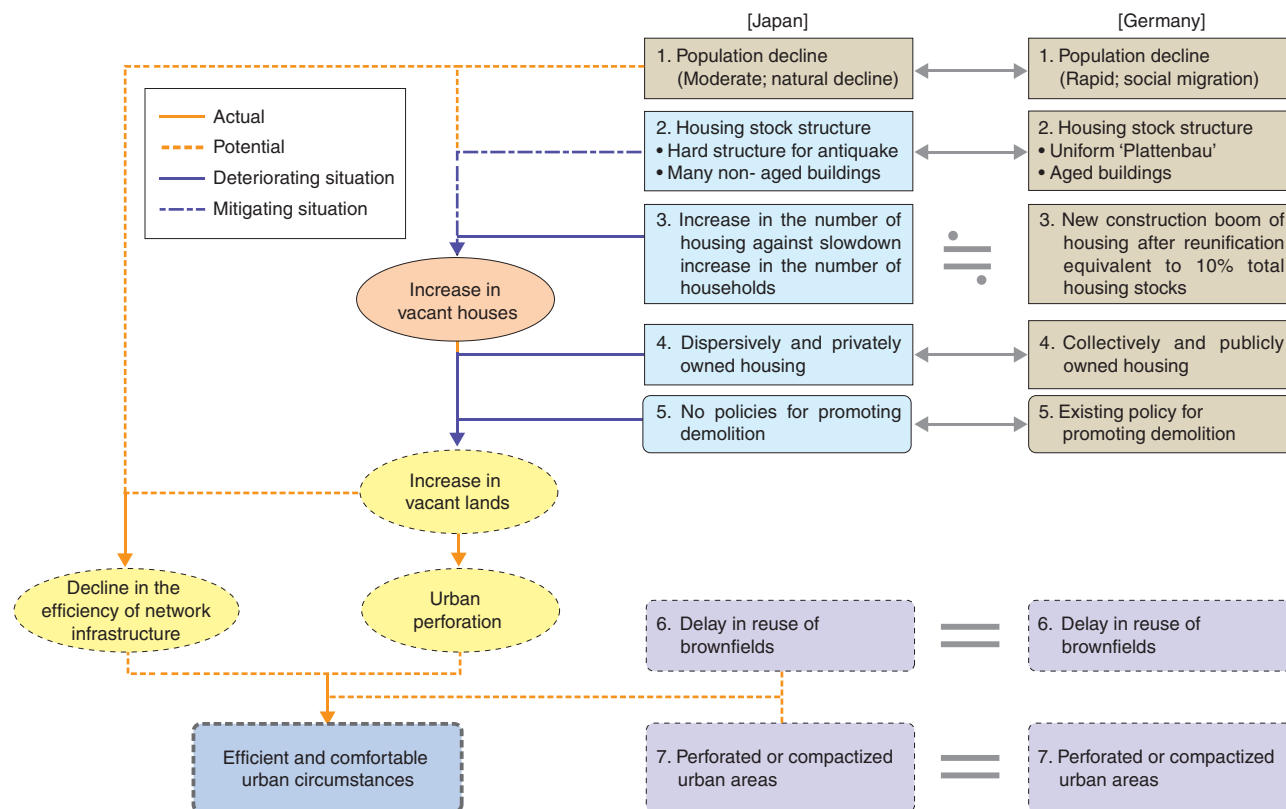 [Japan]
[Germany]
1. Population decline
(Moderate; natural decline)
1. Population decline
(Rapid; social migration)
Actual
Potential
Deteriorating situation
Mitigating situation
2. Housing stock structure
• Hard structure for antiquake
• Many non- aged buildings
2. Housing stock structure
• Uniform ‘Plattenbau’
• Aged buildings
3. Increase in the number of
housing against slowdown
increase in the number of
households
≒
3. New construction boom of
housing after reunification
equivalent to 10% total
housing stocks
Increase in
vacant houses
4. Dispersively and privately
owned housing
4. Collectively and publicly
owned housing
5. No policies for promoting
demolition
5. Existing policy for
promoting demolition
Increase in
vacant lands
Decline in the
efficiency of network
infrastructure
Urban
perforation
6. Delay in reuse of
brownfields
=
6. Delay in reuse of
brownfields
Efficient and comfortable
urban circumstances
7. Perforated or compactized
urban areas
=
7. Perforated or compactized
urban areas